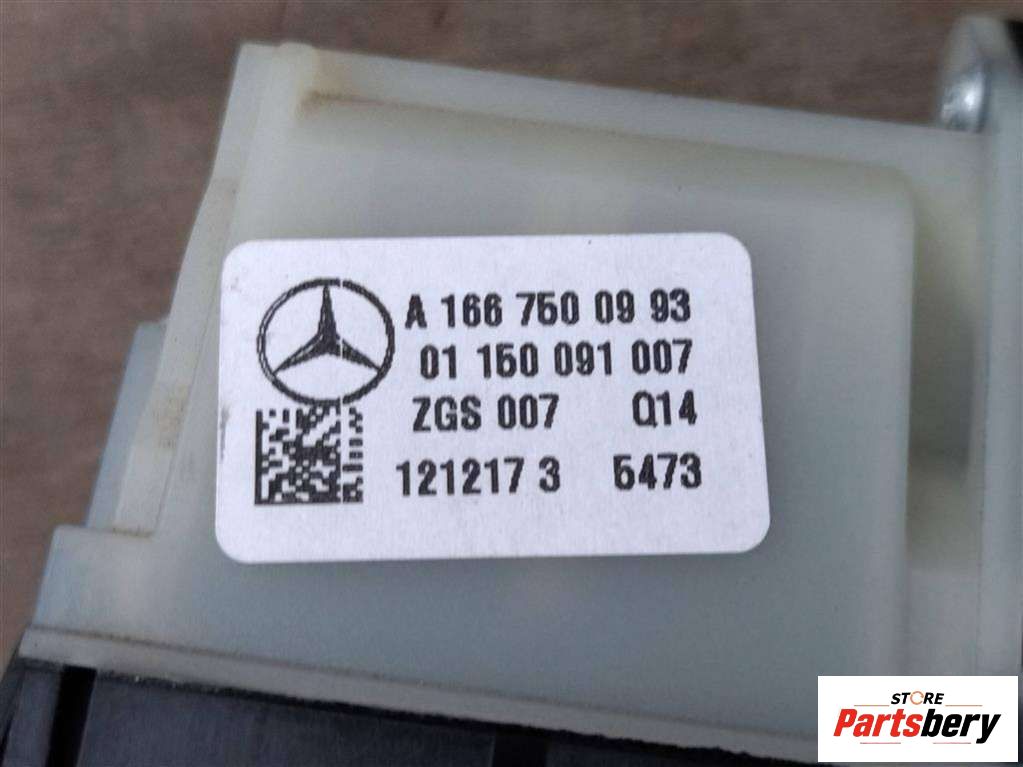 A 166 750 09 93
01 150 091 007
ZGS 007 Q14
121217 3 5473
STORE
Partsbery